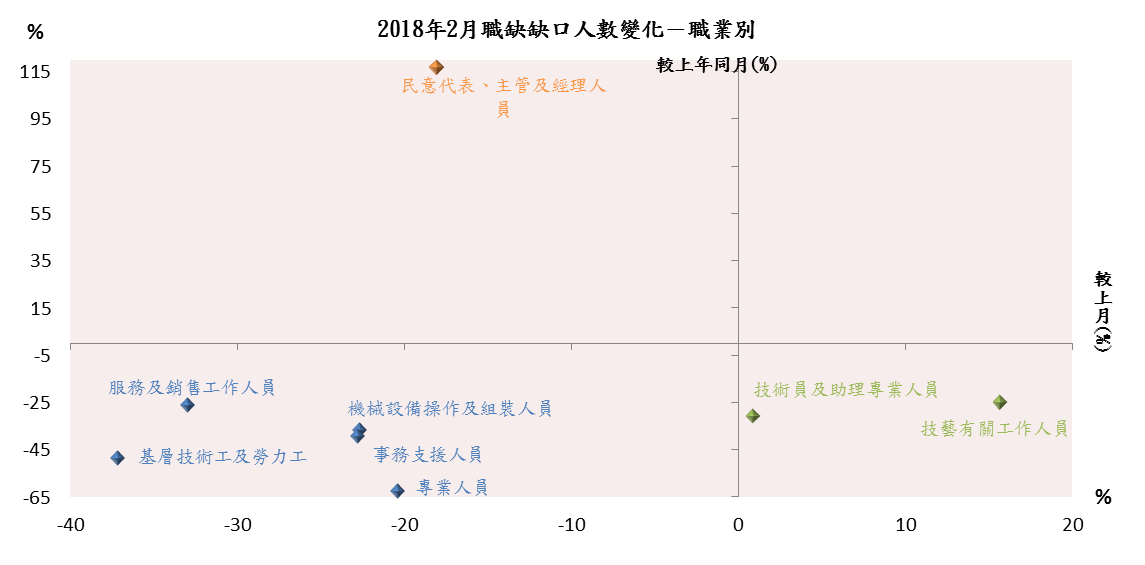 2018年2月職缺缺口人數變化－職業別
%
較上年同月(%)
115
95
75
55
35
15
-5
-25
-45
-65
民意代表、主管及經理人
員
較上月(%)
服務及銷售工作人員
機械設備操作及組裝人員
技術員及助理專業人員
技藝有關工作人員
基層技術工及勞力工
事務支援人員
專業人員
%
-40
-30
-20
-10
0
10
20